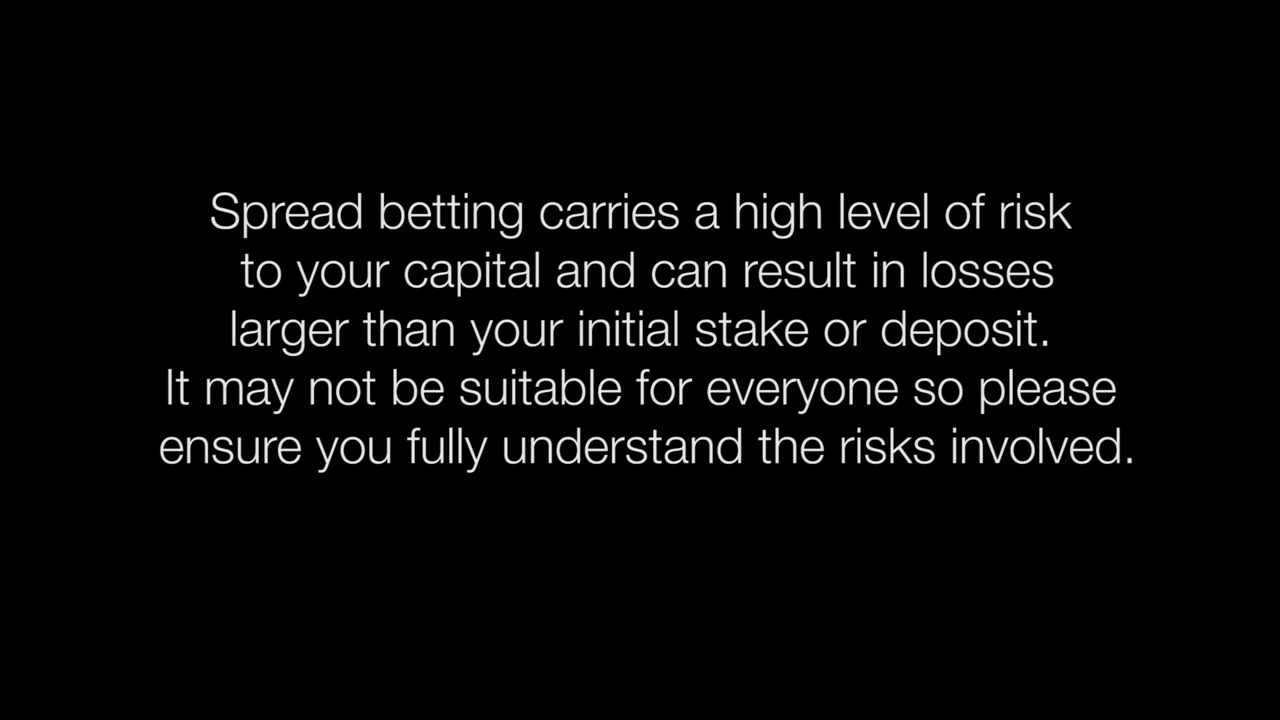 Spread betting carries a high level of risk
to your capital and can result in losses
larger than your initial stake or deposit.
It may not be suitable for everyone so please
ensure you fully understand the risks involved.